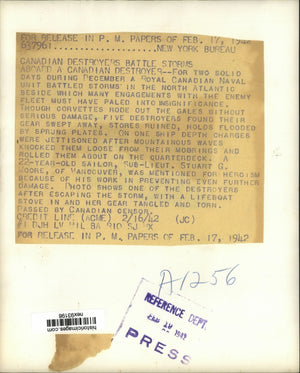 FOR RELEASE IN P. M. PAPERS OF FEB. 17, 1942
637961......................NEW YORK BUREAU
CANADIAN DESTROYERS BATTLE STORMS
ABOARD A CANADIAN DESTROYER--FOR TWO SOLID
DAYS DURING DECEMBER A ROYAL CANADIAN NAVAL
UNIT BATTLED STORMS IN THE NORTH ATLANTIC
BESIDE WHICH MANY ENGAGEMENTS WITH THE ENEMY
FLEET MUST HAVE PALED INTO INSIGNIFICANCE.
THOUGH CORVETTES RODE OUT THE GALES WITHOUT
SERIOUS DAMAGE, FIVE DESTROYERS FOUND THEIR
GEAR SWEPT AWAY, STORES RUINED, HOLDS FLOODED
BY SPRUNG PLATES. ON ONE SHIP DEPTH CHARGES
WERE JETTISONED AFTER MOUNTAINOUS WAVES
KNOCKED THEM LOOSE FROM THEIR MOORINGS AND
ROLLED THEM ABOUT ON THE QUARTERDECK. A
22-YEAR-OLD SAILOR, SUB-LIEUT. STUART G.
MOORE, OF VANCOUVER, WAS MENTIONED FOR HEROISM
BECAUSE OF HIS WORK IN PREVENTING EVEN FURTHER
DAMAGE. PHOTO SHOWS ONE OF THE DESTROYERS
AFTER ESCAPING THE STORM, WITH A LIFEBOAT
STOVE IN AND HER GEAR TANGLED AND TORN.
PASSED BY CANADIAN CENSOR.
CREDIT LINE (ACME) 2/16/42 (JC)
FOR RELEASE IN P. M. PAPERS OF FEB. 17, 1942
A1256
REFERENCE DEPT.
FEB 1942
PRESS
historicimages.com
nex93198